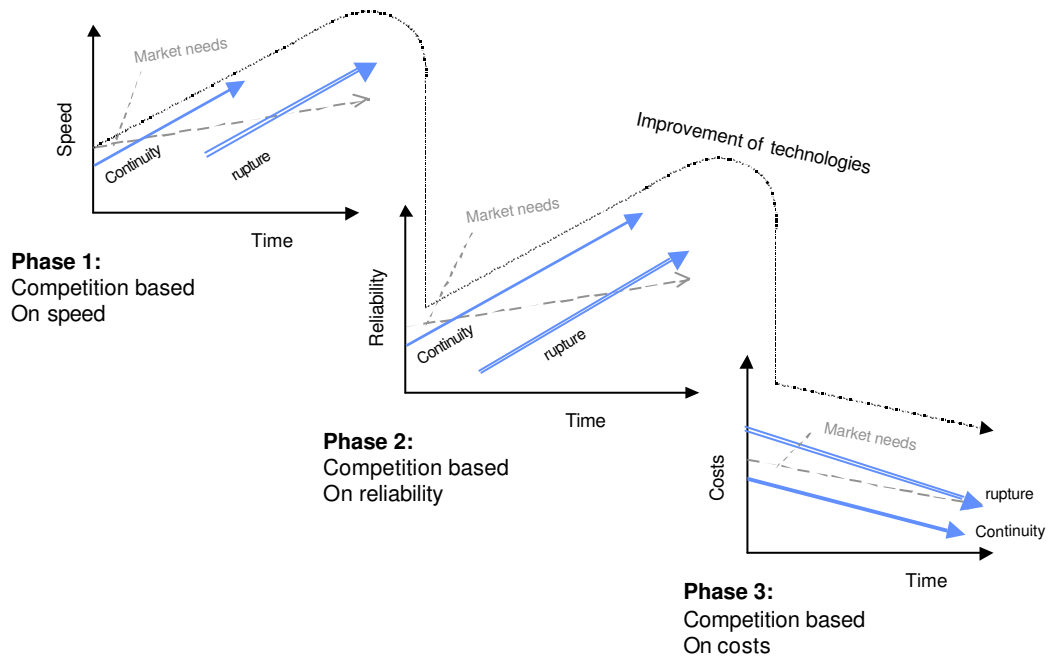 Market needs
Speed
Continuity
rupture
Time
Phase 1:
Competition based
On speed
Improvement of technologies
Market needs
Reliability
Continuity
rupture
Time
Phase 2:
Competition based
On reliability
Market needs
Costs
rupture
Continuity
Time
Phase 3:
Competition based
On costs